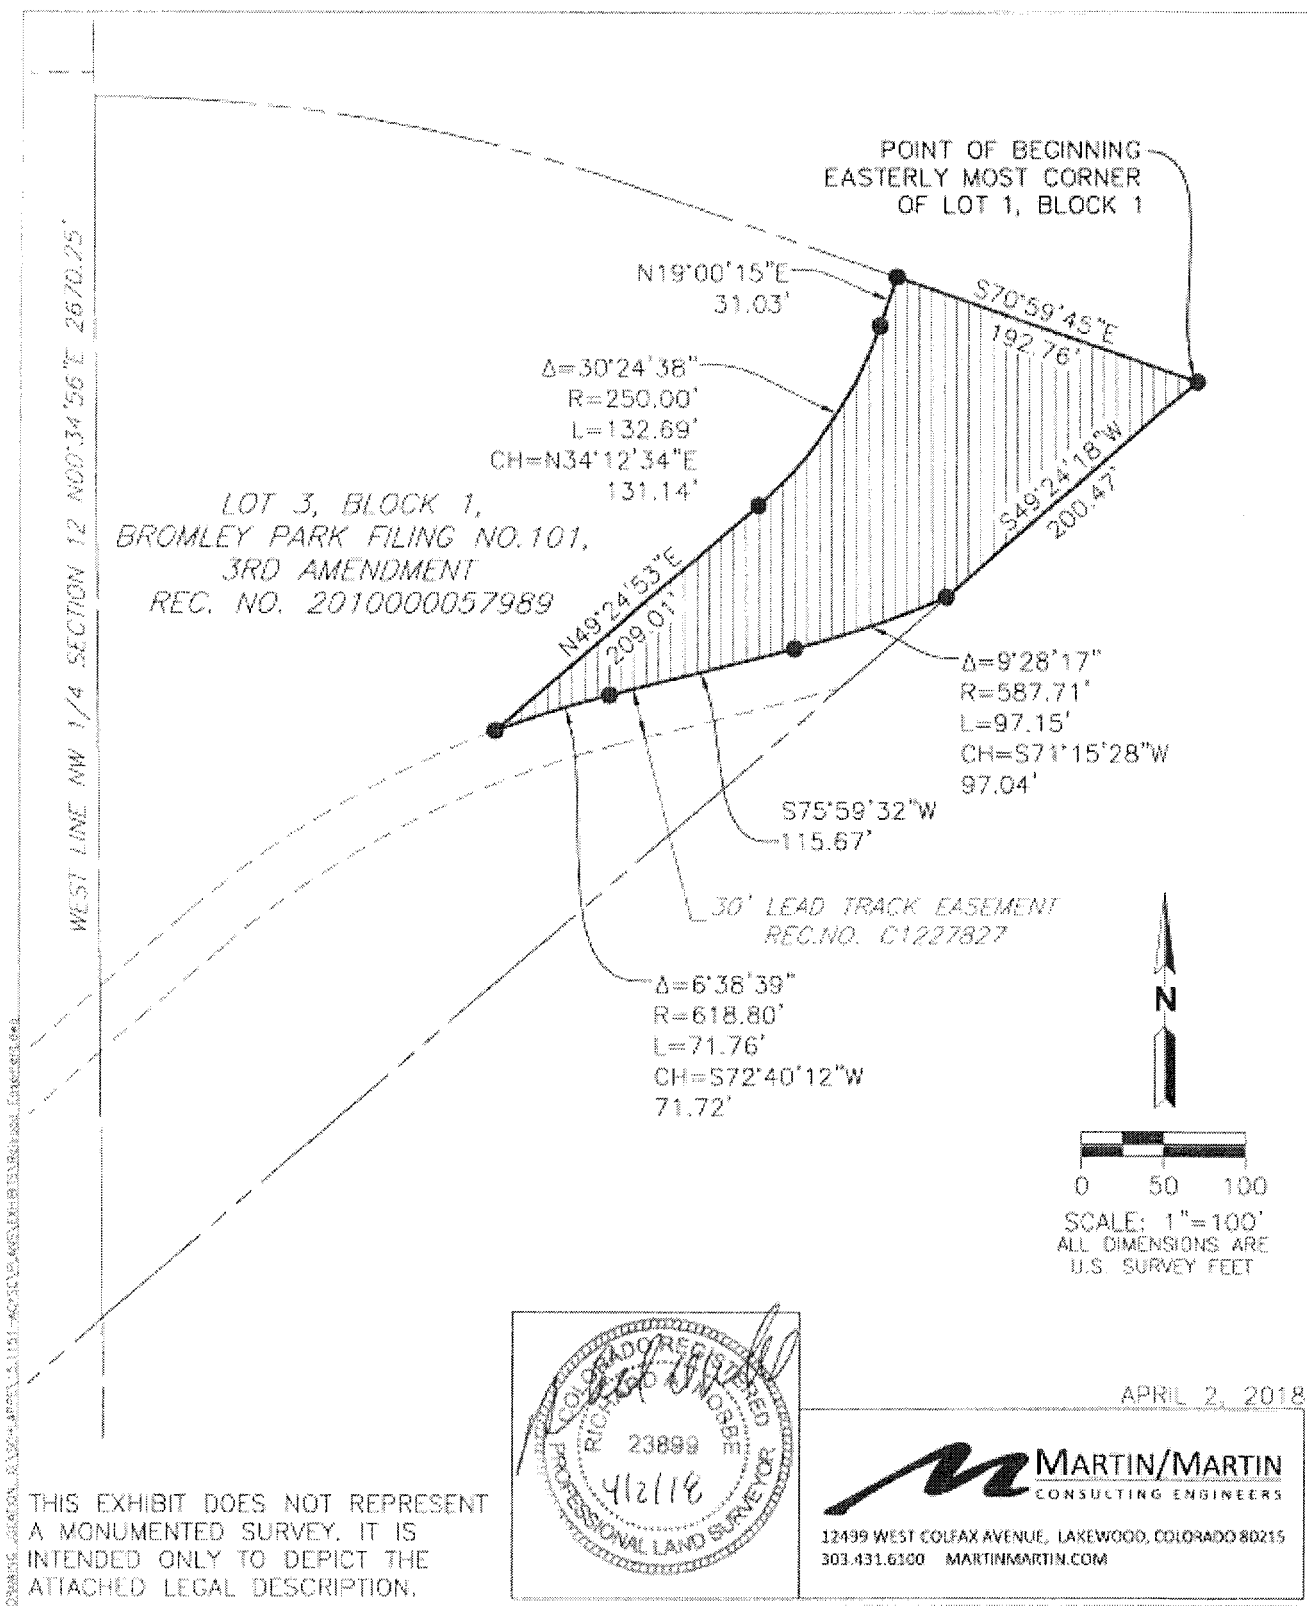 POINT OF BEGINNING
EASTERLY MOST CORNER
OF LOT 1, BLOCK 1
N19°00'15"E
31.03'
S70°59'45"E
192.76'
Δ=30°24'38"
R=250.00'
L=132.69'
CH=N34°12'34"E
131.14'
WEST LINE NW 1/4 SECTION 12 N00°34'56"E 2670.25'
LOT 3, BLOCK 1,
BROMLEY PARK FILING NO.101,
3RD AMENDMENT
REC. NO. 2010000057989
S49°24'18"W
200.47'
N49°24'53"E
209.01'
Δ=9°28'17"
R=587.71'
L=97.15'
CH=S71°15'28"W
97.04'
S75°59'32"W
115.67'
30' LEAD TRACK EASEMENT
REC.NO. C1227827
Δ=6°38'39"
R=618.80'
L=71.76'
CH=S72°40'12"W
71.72'
N
0 50 100
SCALE: 1"=100'
ALL DIMENSIONS ARE
U.S. SURVEY FEET
COLORADO REGISTERED
RICHARD A. NOBBE
23899
4/2/18
PROFESSIONAL LAND SURVEYOR
APRIL 2, 2018
MARTIN/MARTIN
CONSULTING ENGINEERS
12499 WEST COLFAX AVENUE, LAKEWOOD, COLORADO 80215
303.431.6100 MARTINMARTIN.COM
THIS EXHIBIT DOES NOT REPRESENT
A MONUMENTED SURVEY. IT IS
INTENDED ONLY TO DEPICT THE
ATTACHED LEGAL DESCRIPTION.